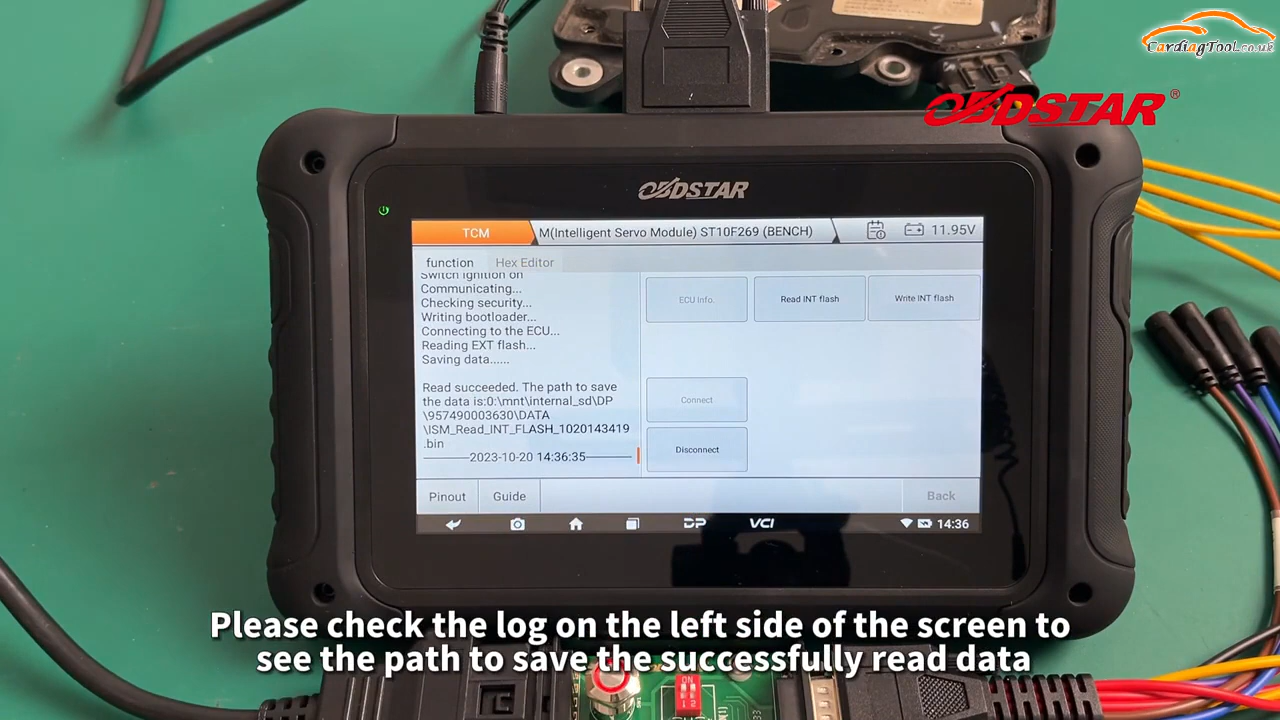 CardiagTool.co.uk
OBDSTAR®
OBDSTAR
TCM
M(Intelligent Servo Module) ST10F269 (BENCH)
11.95V
function
Hex Editor
Switch ignition on
Communicating...
Checking security...
Writing bootloader...
Connecting to the ECU...
Reading EXT flash...
Saving data......
Read succeeded. The path to save
the data is:0:\mnt\internal_sd\DP
\957490003630\DATA
\ISM_Read_INT_FLASH_1020143419
.bin
2023-10-20 14:36:35
ECU Info.
Read INT flash
Write INT flash
Connect
Disconnect
Pinout
Guide
Back
DP
VCI
14:36
Please check the log on the left side of the screen to
see the path to save the successfully read data
ON
1 2